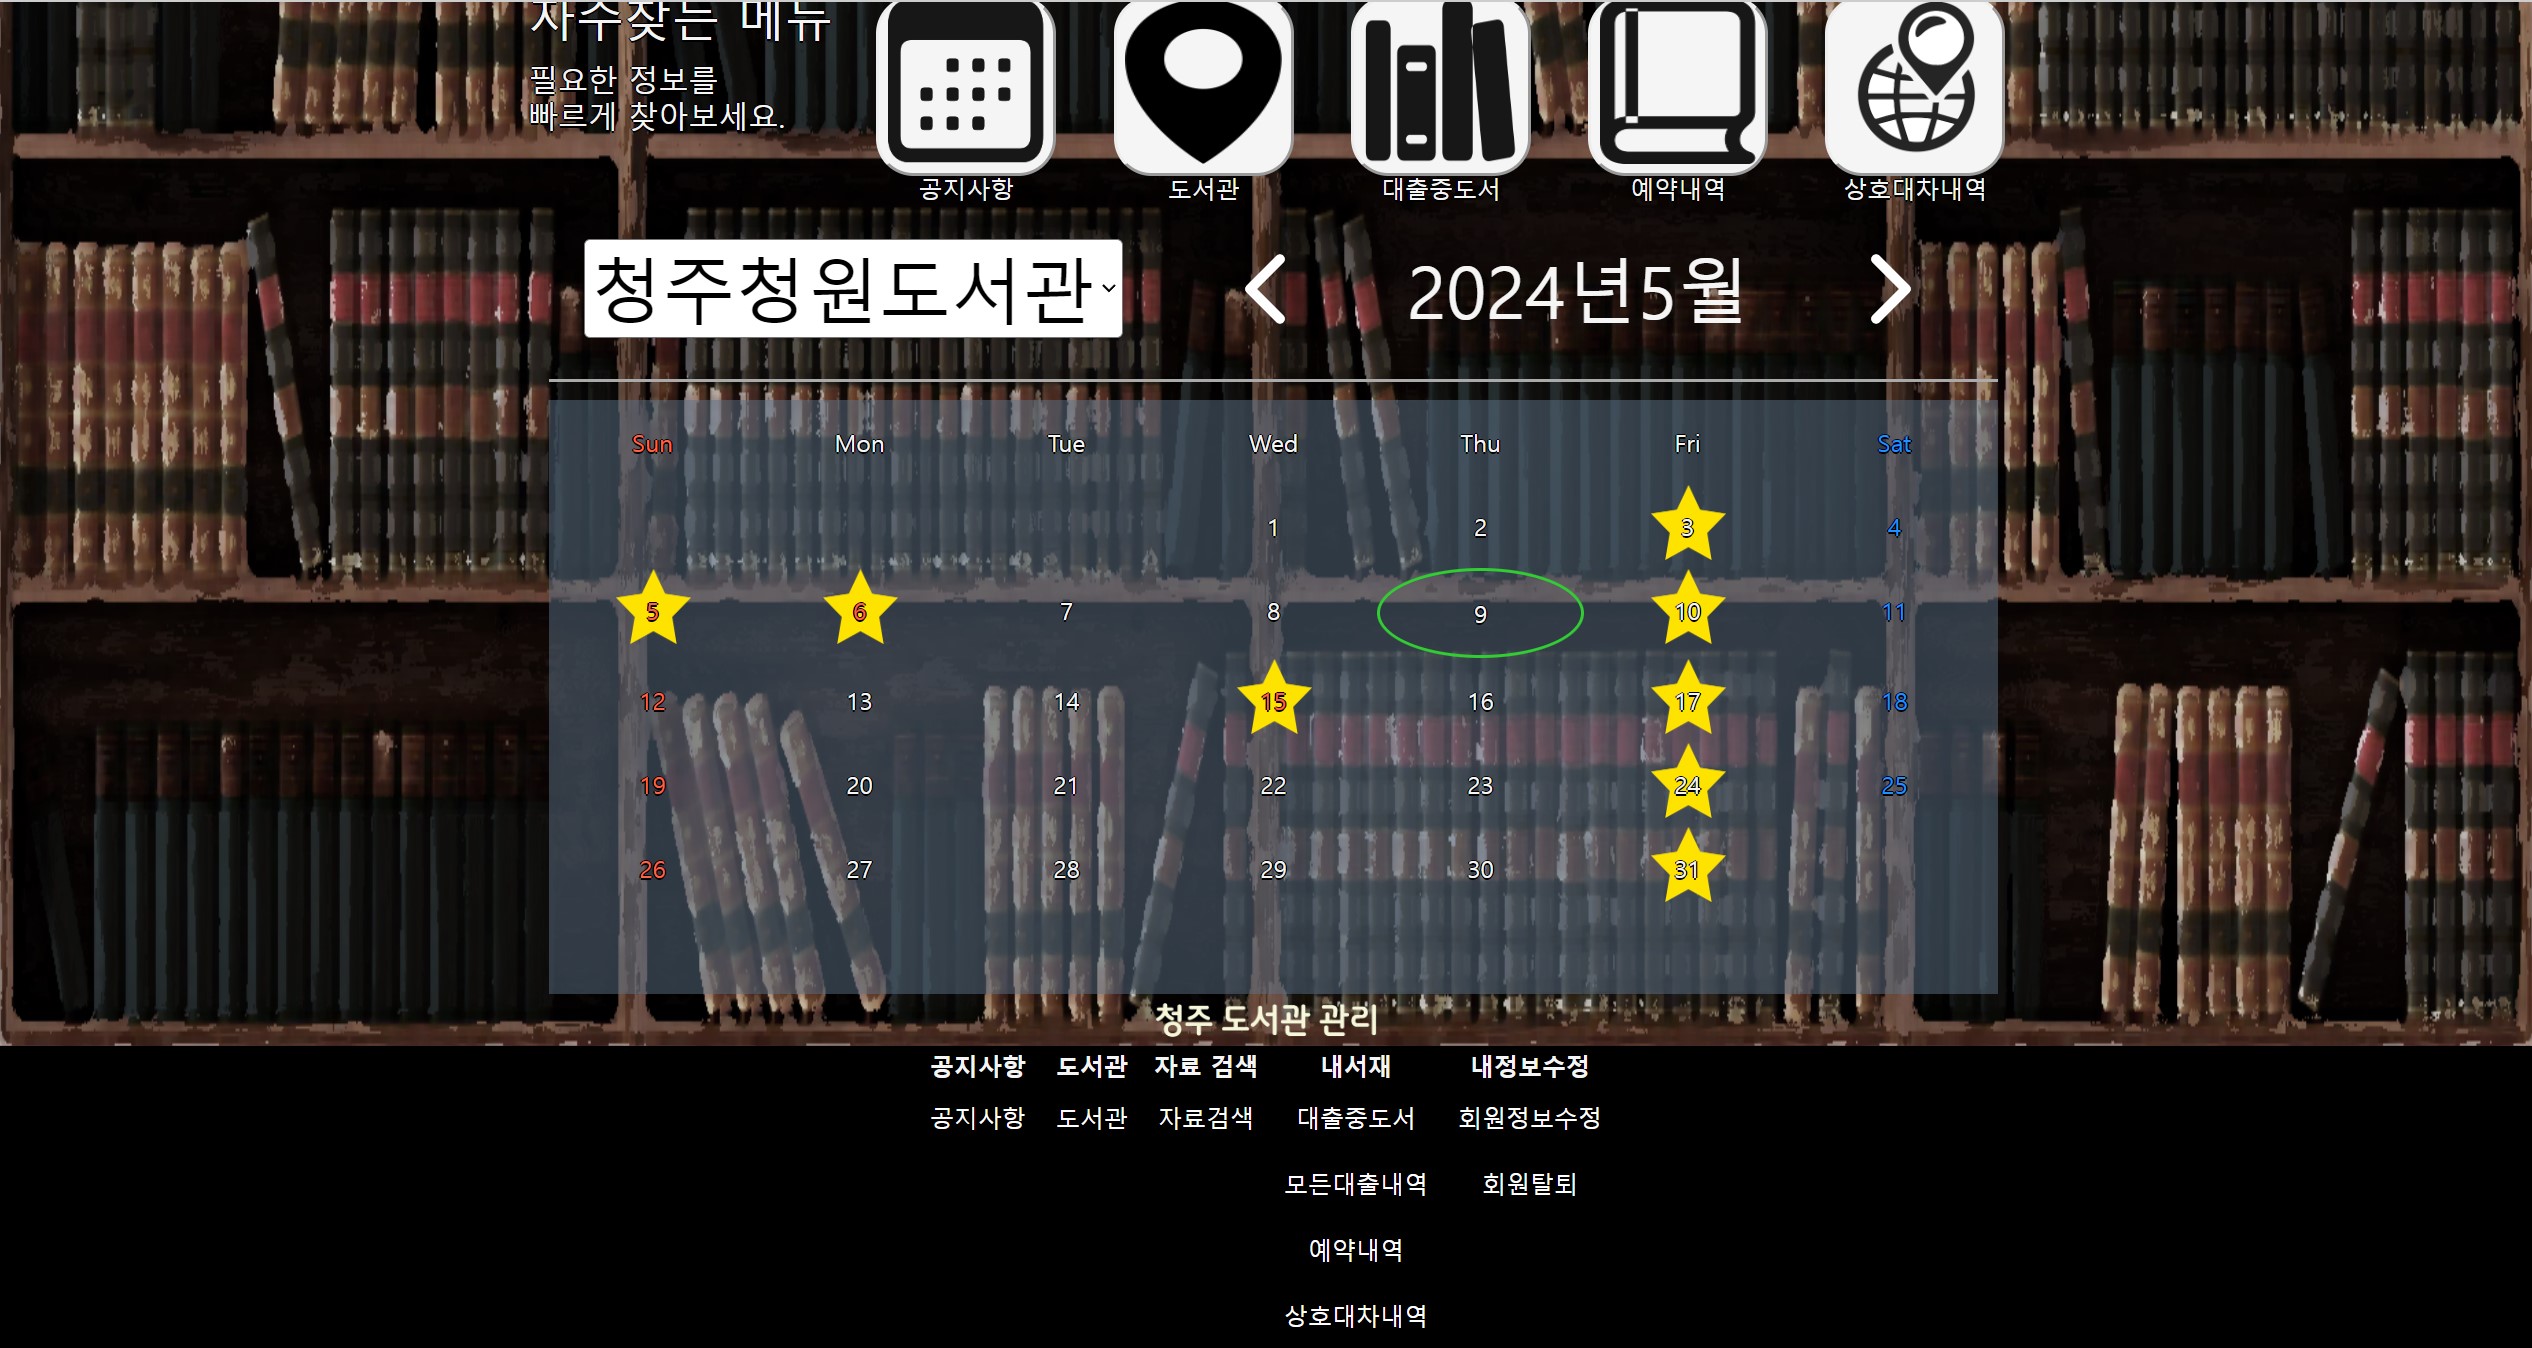 자주찾는 메뉴
필요한 정보를
빠르게 찾아보세요.
공지사항 도서관 대출중도서 예약내역 상호대차내역
청주청원도서관 2024년5월
Sun Mon Tue Wed Thu Fri Sat
1 2 3 4
5 6 7 8 9 10 11
12 13 14 15 16 17 18
19 20 21 22 23 24 25
26 27 28 29 30 31
청주 도서관 관리
공지사항 도서관 자료 검색 내서재 내정보수정
공지사항 도서관 자료검색 대출중도서 회원정보수정
모든대출내역 회원탈퇴
예약내역
상호대차내역